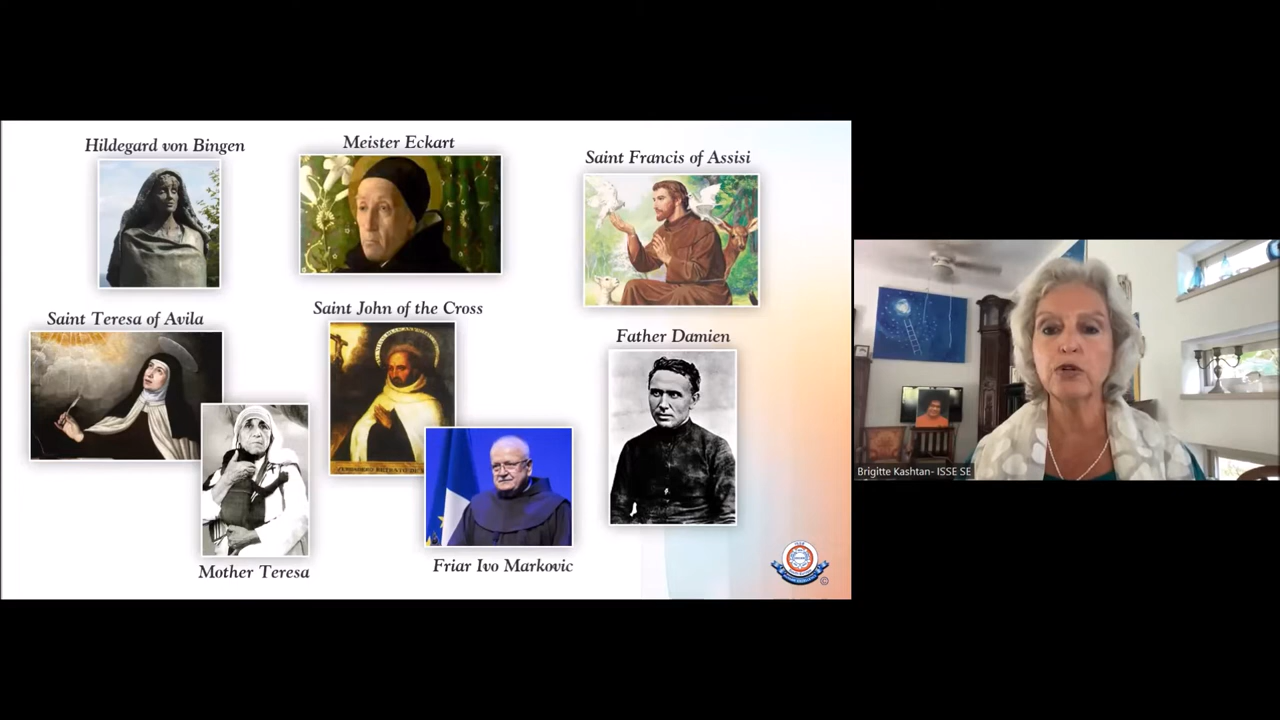 Hildegard von Bingen
Meister Eckart
Saint Francis of Assisi
Saint Teresa of Avila
Saint John of the Cross
Father Damien
Mother Teresa
Friar Ivo Markovic
©
Brigitte Kashtan- ISSE SE